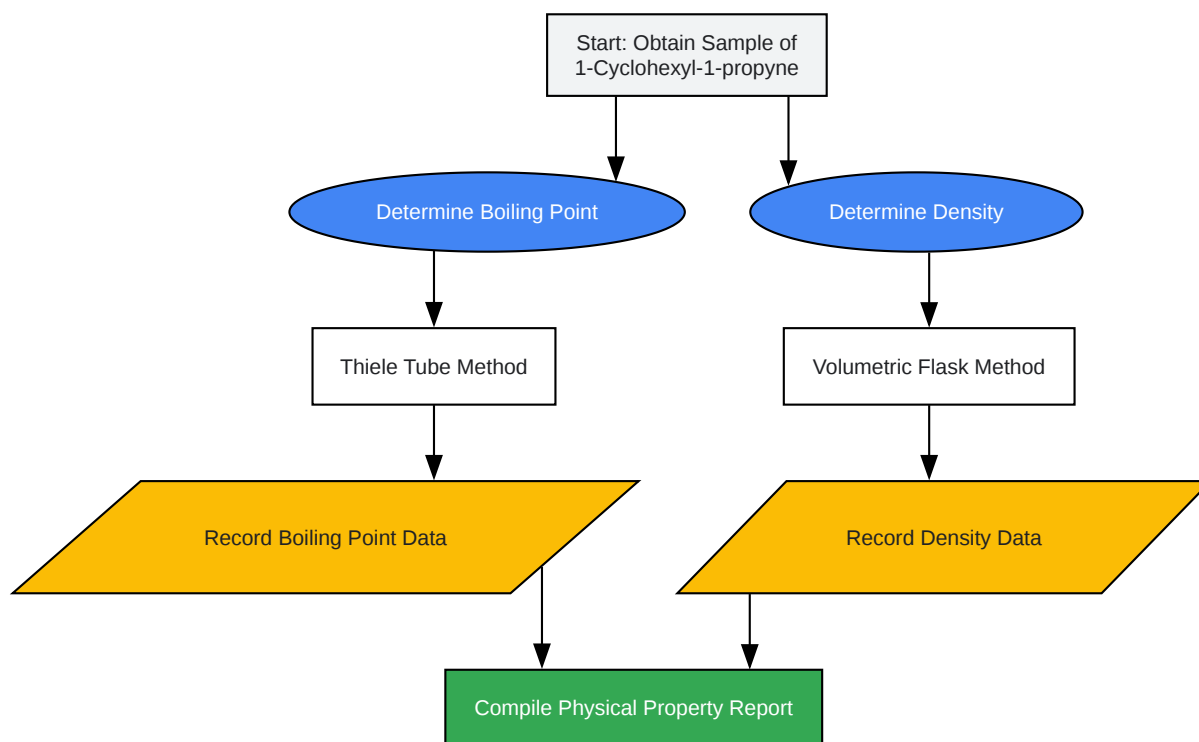 Start: Obtain Sample of
1-Cyclohexyl-1-propyne
Determine Boiling Point
Determine Density
Thiele Tube Method
Volumetric Flask Method
Record Boiling Point Data
Record Density Data
Compile Physical Property Report